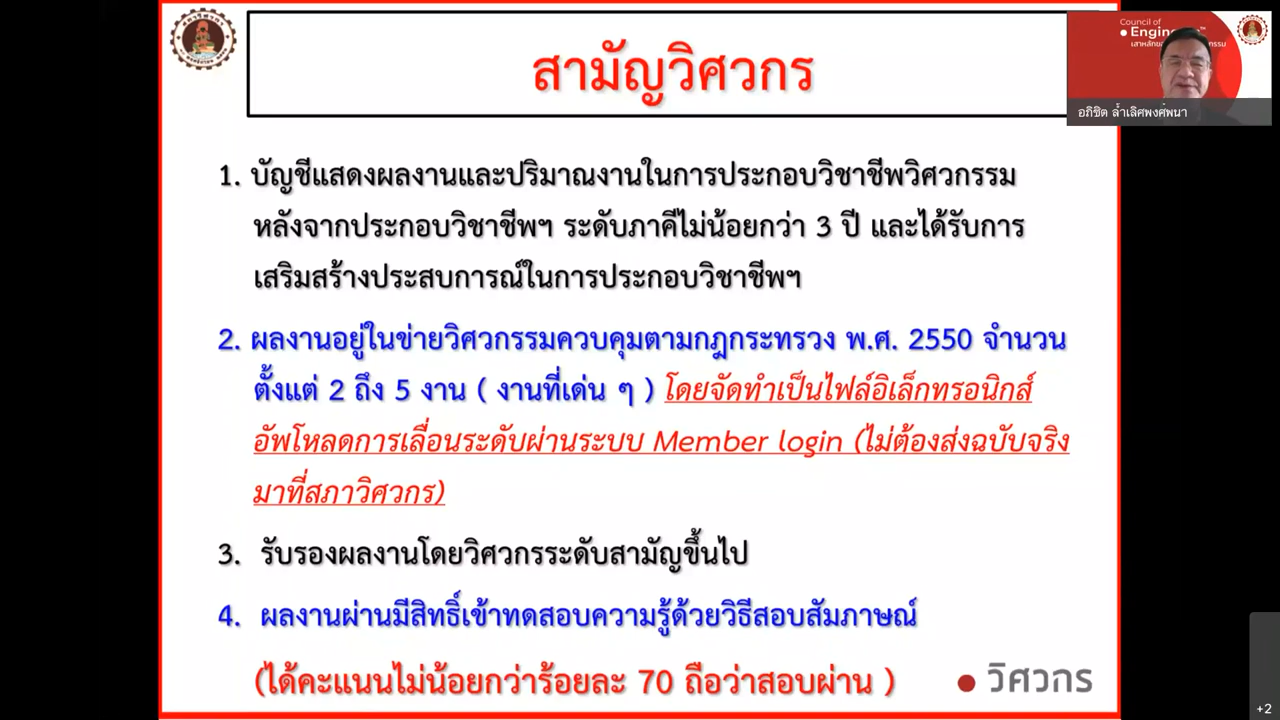 สามัญวิศวกร
Council of
Engine
อภิชิต ล้ำเลิศพงศ์พนา
1. บัญชีแสดงผลงานและปริมาณงานในการประกอบวิชาชีพวิศวกรรม
หลังจากประกอบวิชาชีพฯ ระดับภาคีไม่น้อยกว่า 3 ปี และได้รับการ
เสริมสร้างประสบการณ์ในการประกอบวิชาชีพฯ
2. ผลงานอยู่ในข่ายวิศวกรรมควบคุมตามกฎกระทรวง พ.ศ. 2550 จำนวน
ตั้งแต่ 2 ถึง 5 งาน ( งานที่เด่น ๆ ) โดยจัดทำเป็นไฟล์อิเล็กทรอนิกส์
อัพโหลดการเลื่อนระดับผ่านระบบ Member login (ไม่ต้องส่งฉบับจริง
มาที่สภาวิศวกร)
3. รับรองผลงานโดยวิศวกรระดับสามัญขึ้นไป
4. ผลงานผ่านมีสิทธิ์เข้าทดสอบความรู้ด้วยวิธีสอบสัมภาษณ์
(ได้คะแนนไม่น้อยกว่าร้อยละ 70 ถือว่าสอบผ่าน )
• วิศวกร
+2